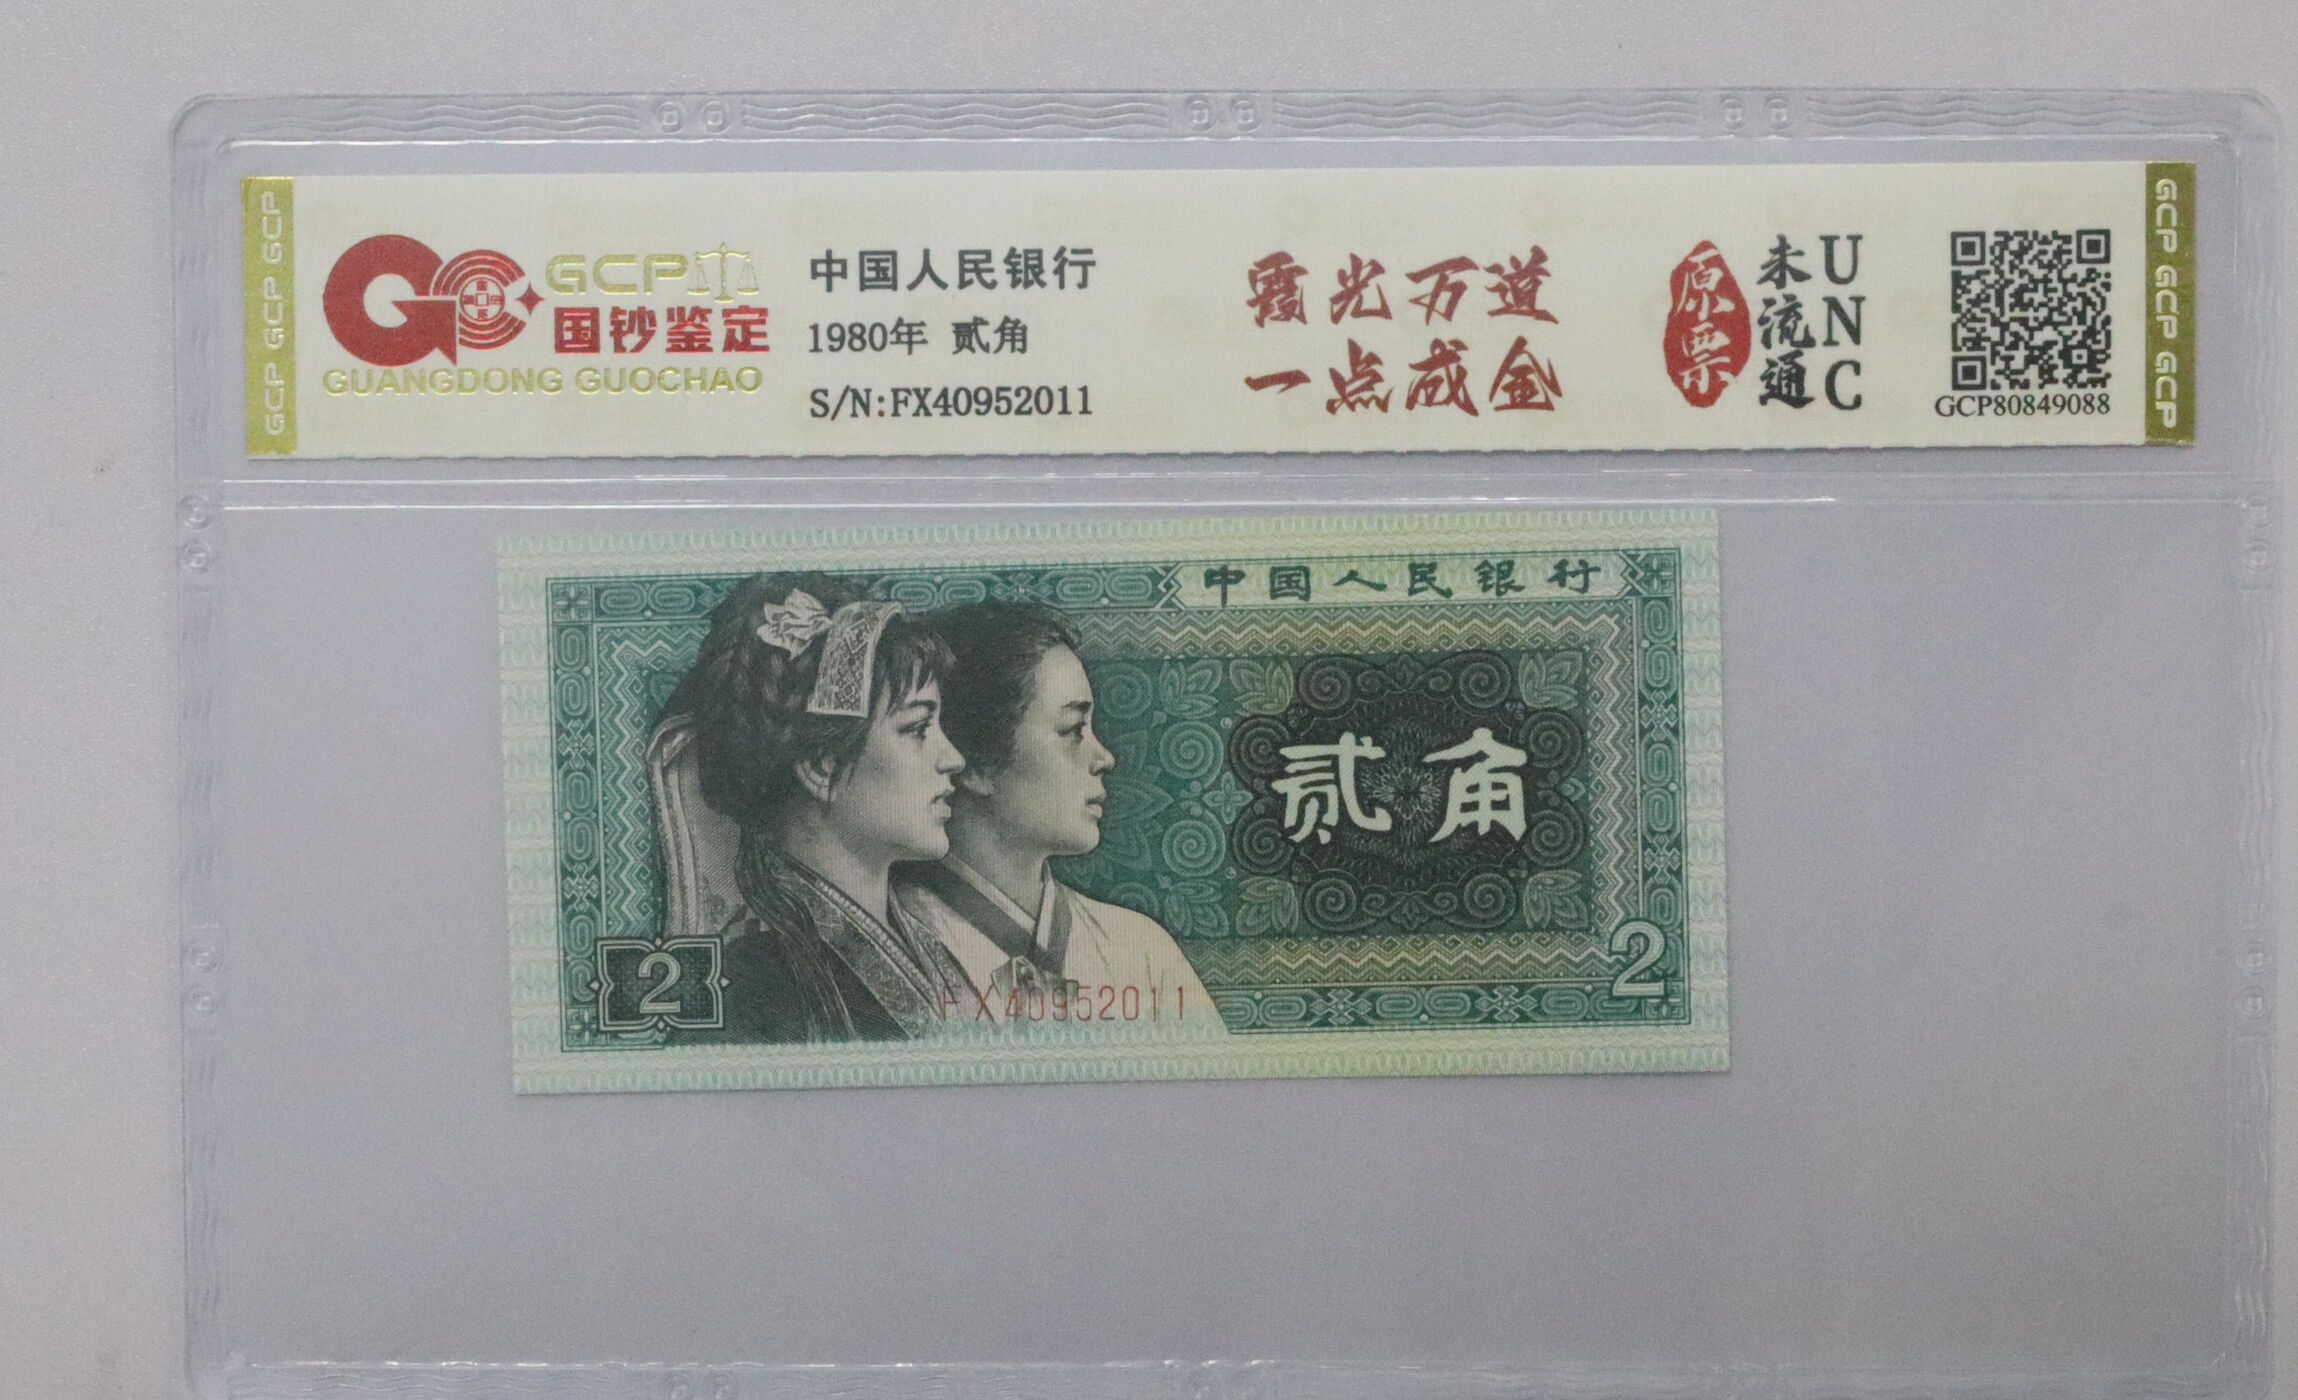 GCP GCP GCP
GCP
国钞鉴定
GUANGDONG GUOCHAO
中国人民银行
1980年 贰角
S/N:FX40952011
霞光万道
一点成金
原票
未流通
UNC
GCP80849088
GCP GCP GCP
中国人民银行
贰角
2
2
FX40952011